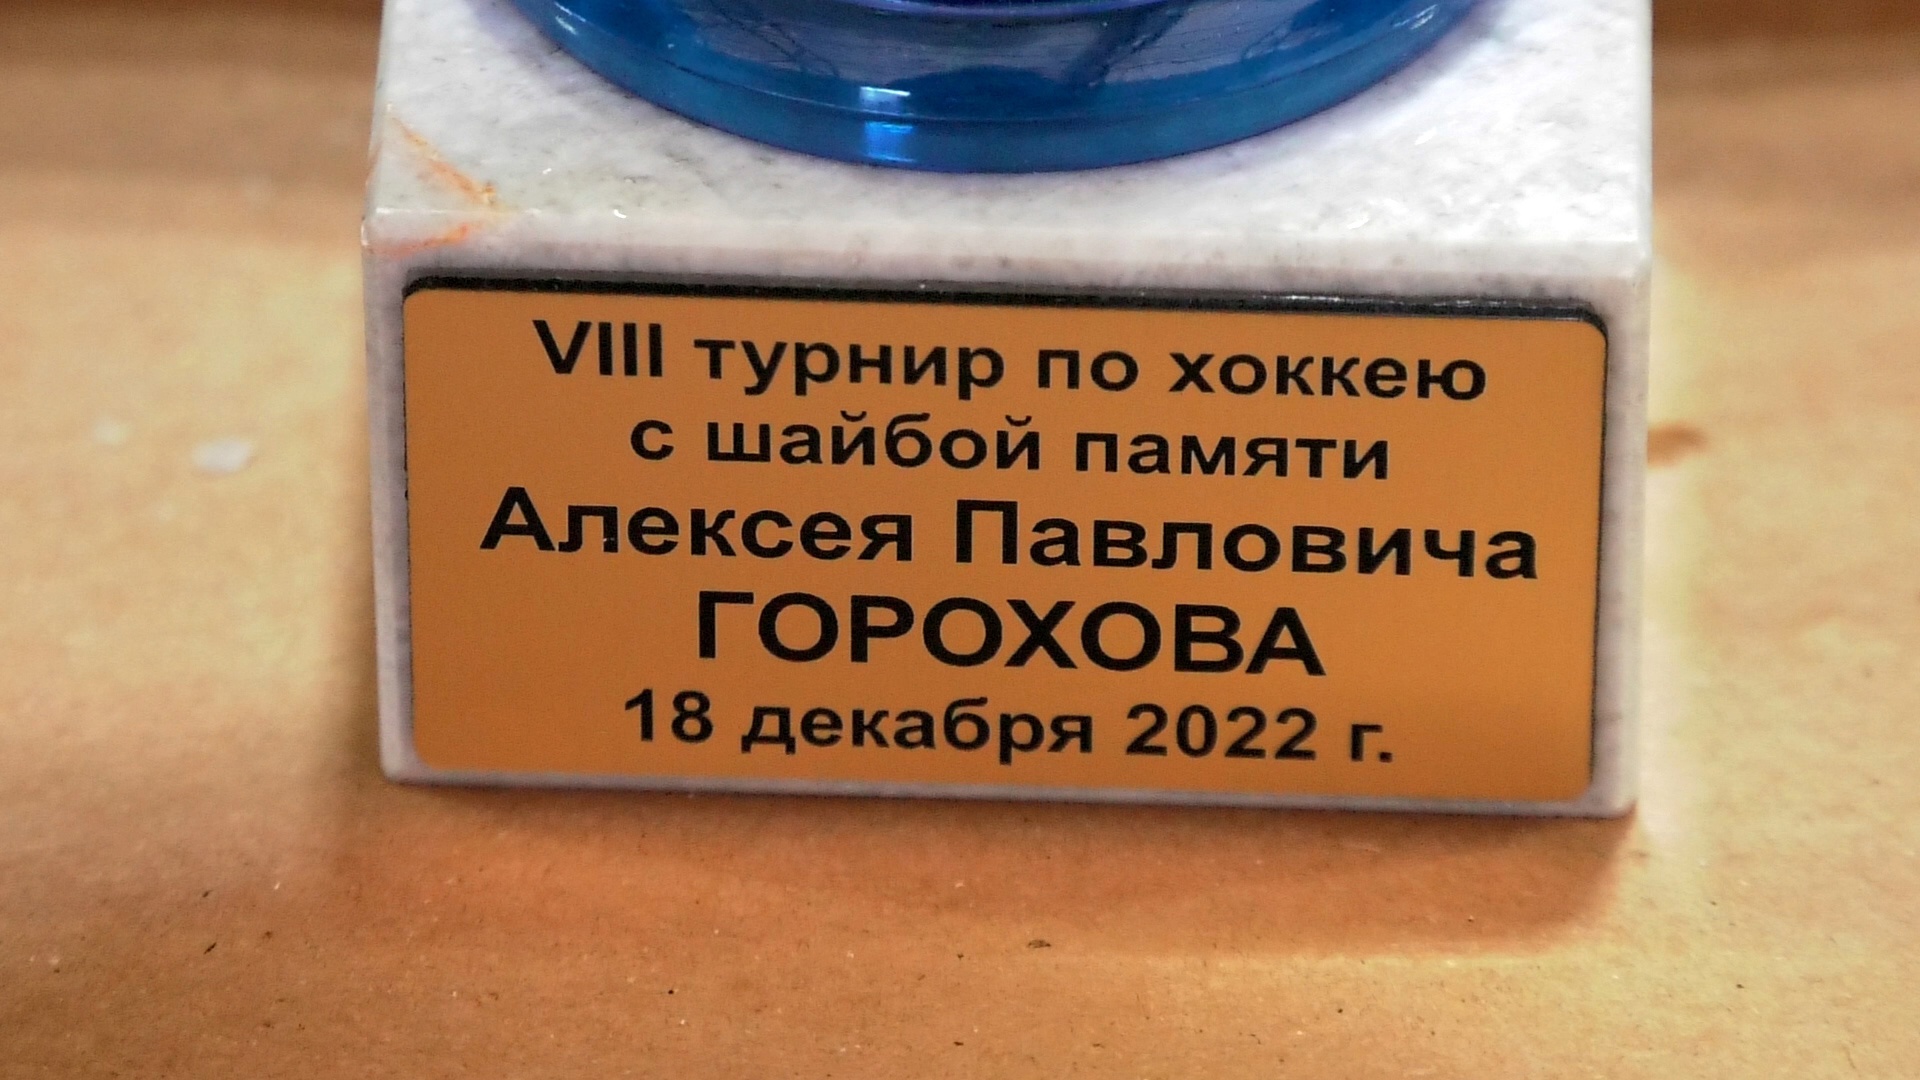 VIII турнир по хоккею
с шайбой памяти
Алексея Павловича
ГОРОХОВА
18 декабря 2022 г.